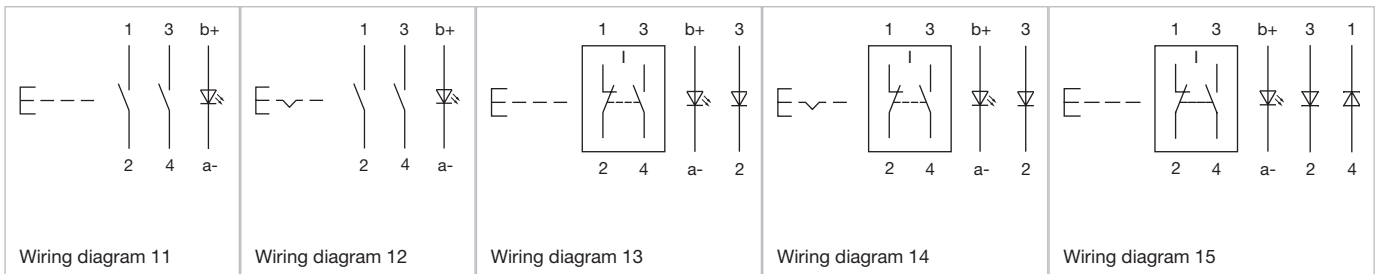 1 3 b+
2 4 a-
Wiring diagram 11
1 3 b+
2 4 a-
Wiring diagram 12
1 3 b+ 3
I
2 4 a- 2
Wiring diagram 13
1 3 b+ 3
I
2 4 a- 2
Wiring diagram 14
1 3 b+ 3 1
I
2 4 a- 2 4
Wiring diagram 15